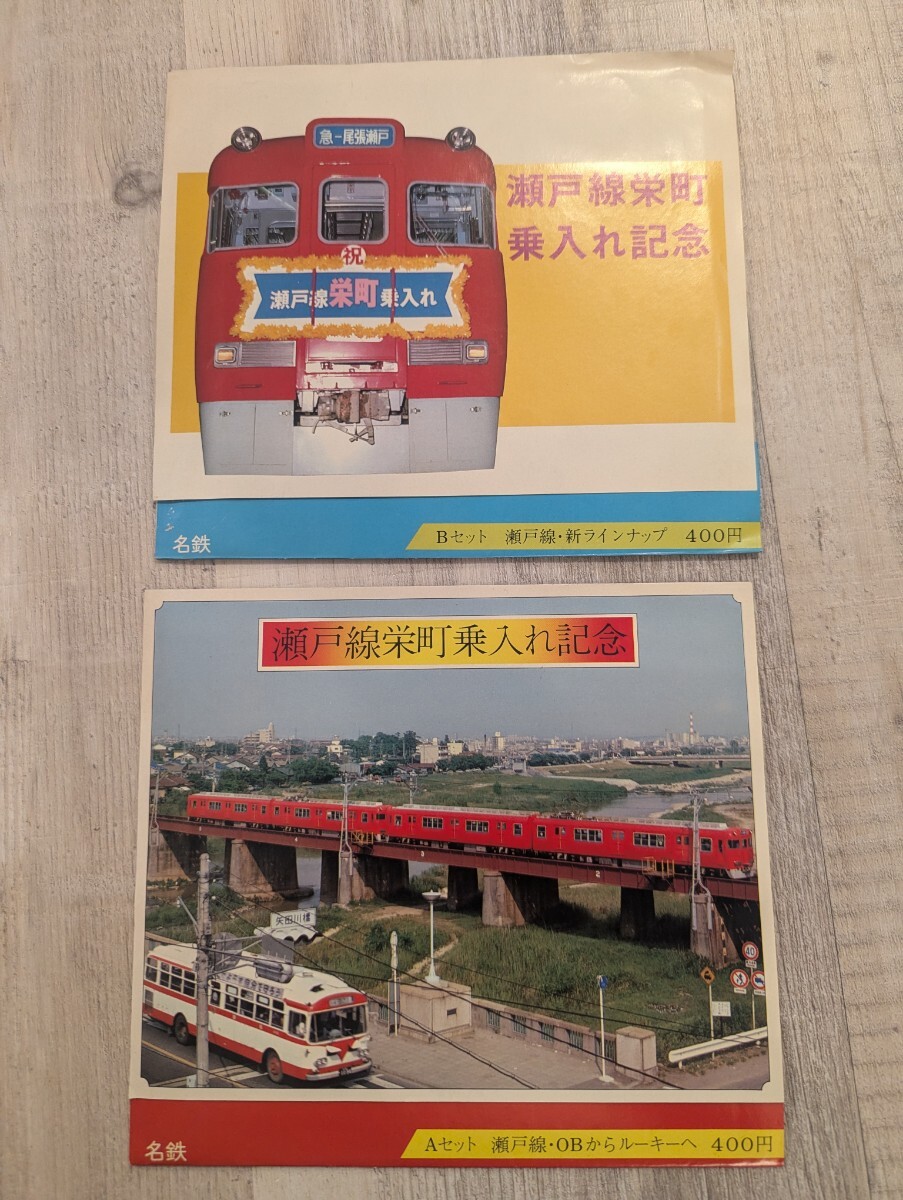 急－尾張瀬戸
瀬戸線栄町
乗入れ記念
祝
瀬戸線栄町乗入れ
名鉄
Bセット 瀬戸線・新ラインナップ 400円
瀬戸線栄町乗入れ記念
4
3
2
矢田川橋
40
名鉄
Aセット 瀬戸線・OBからルーキーへ 400円